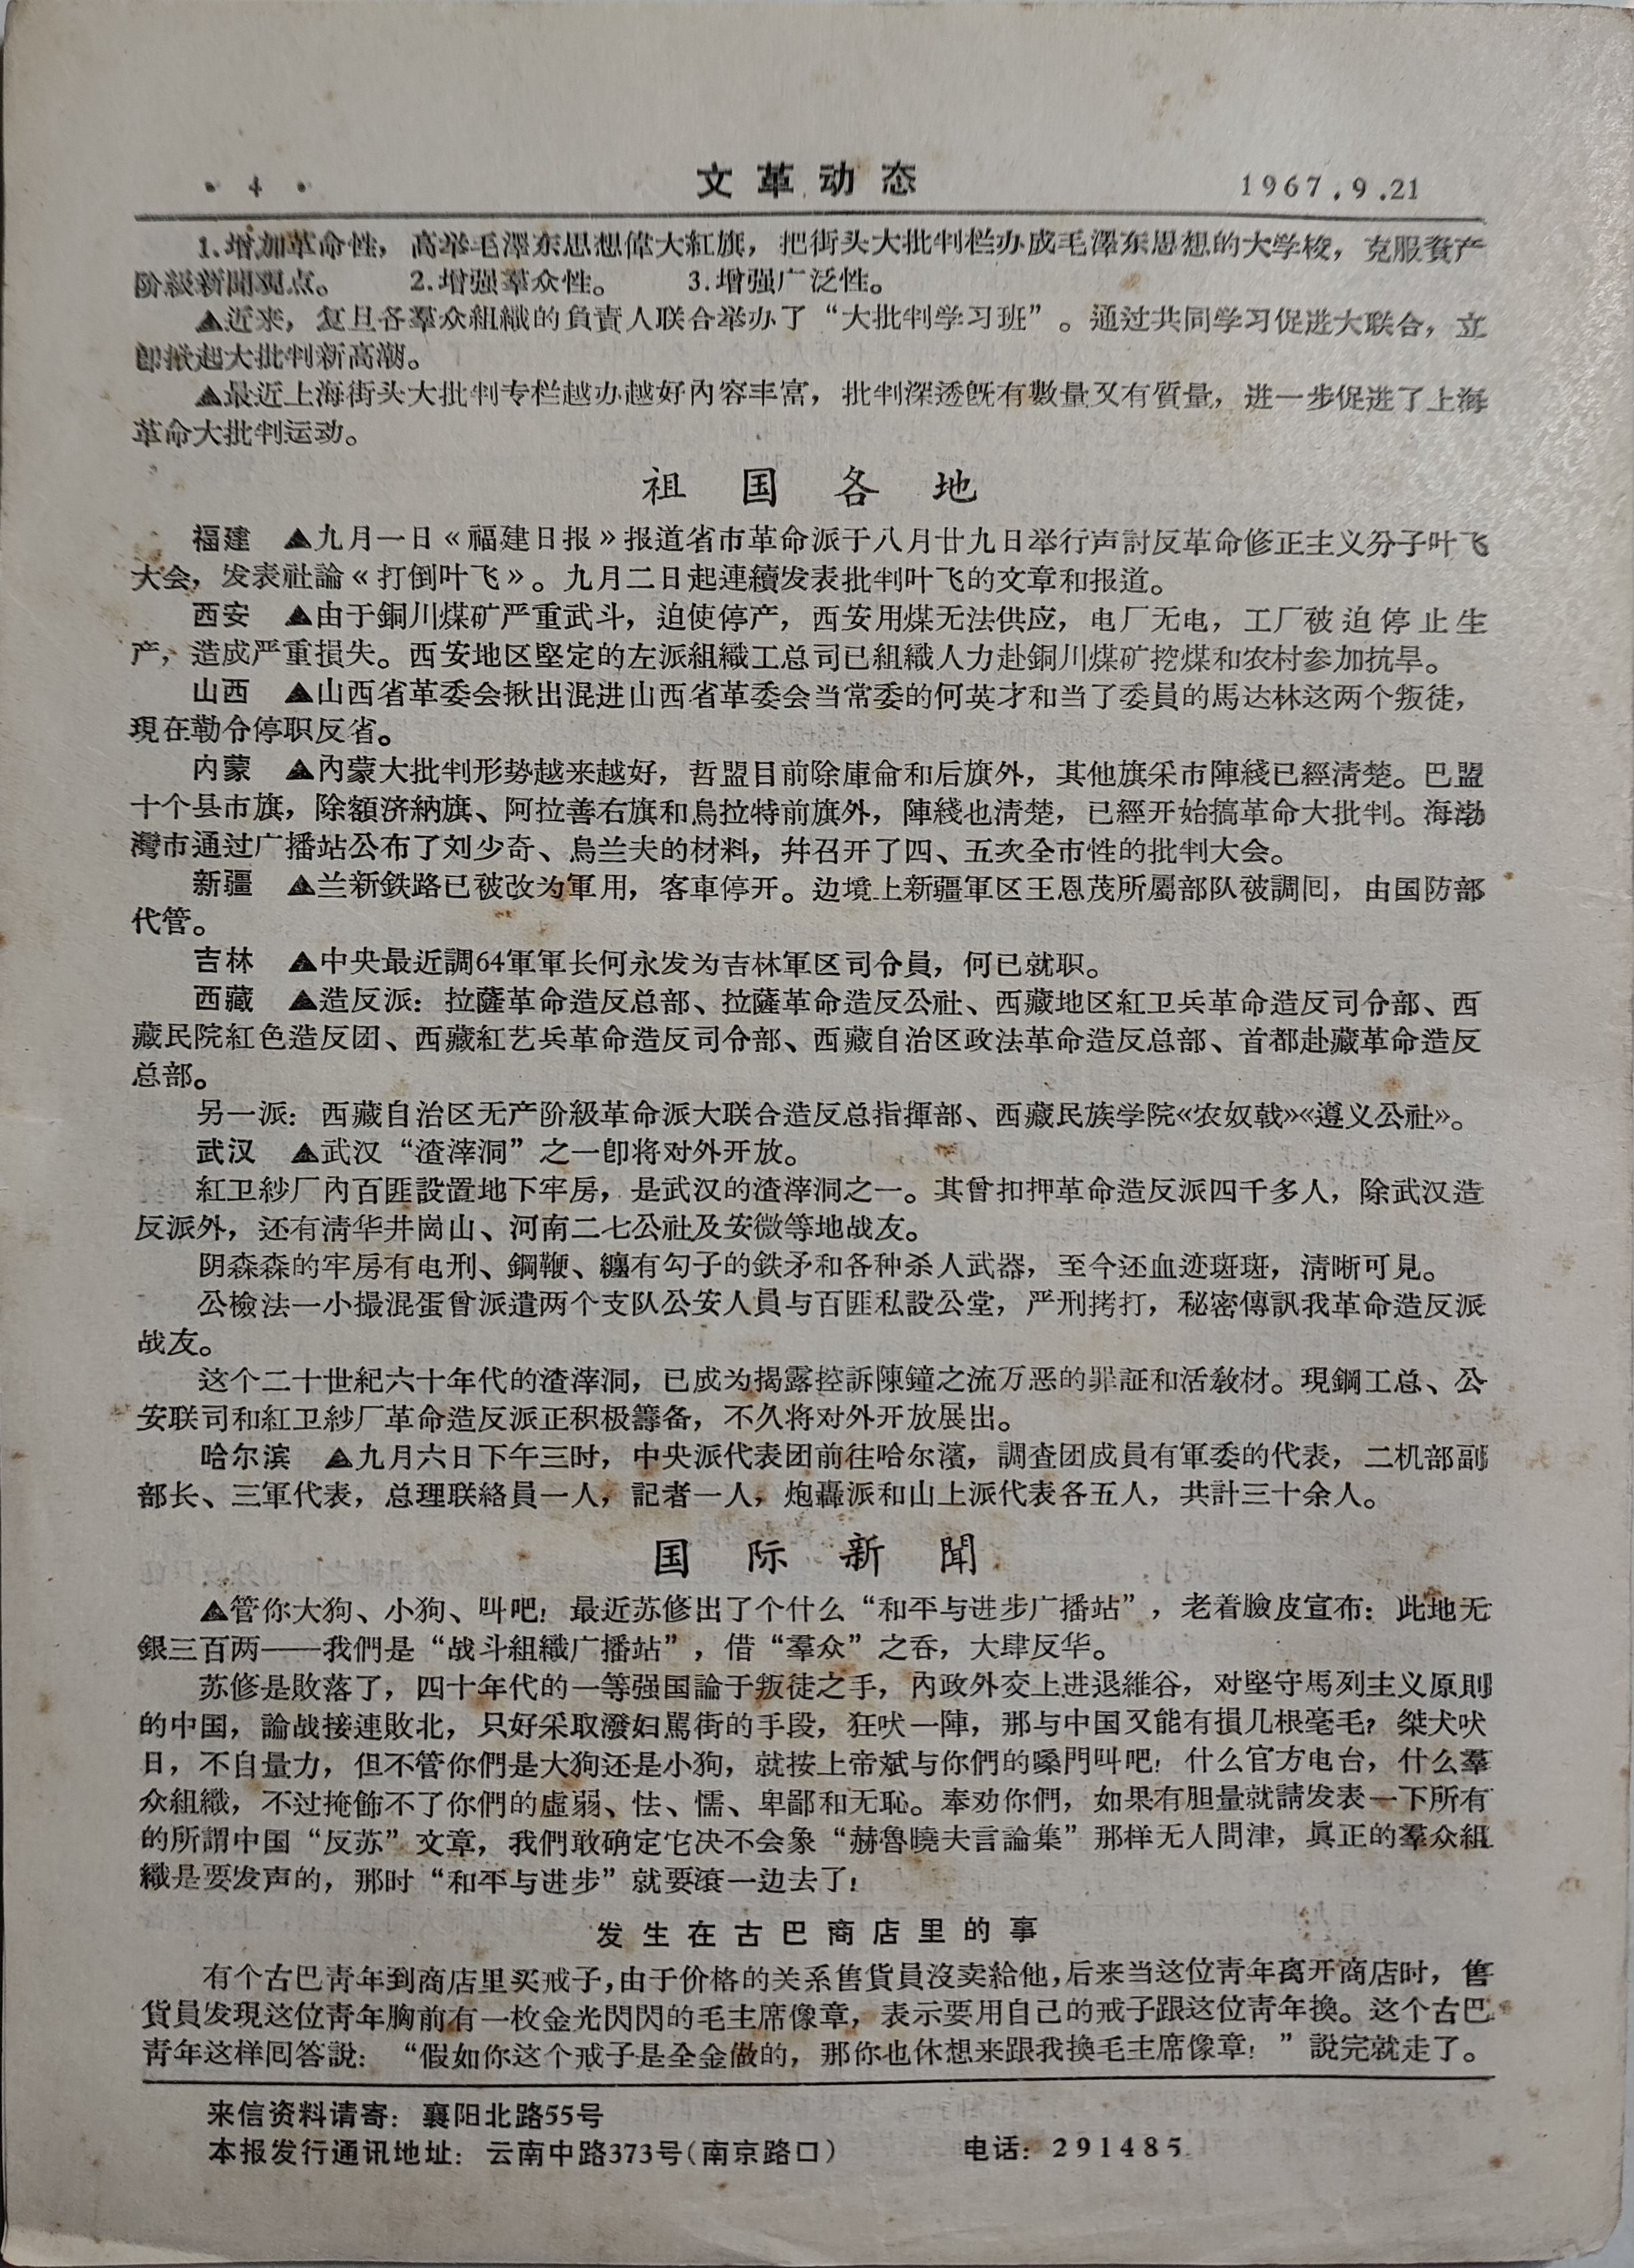 · 4 · 文革动态 1967.9.21
1.增加革命性，高举毛澤东思想偉大紅旗，把街头大批判栏办成毛澤东思想的大学校，克服資产
阶級新聞观点。 2.增强羣众性。 3.增强广泛性。
▲近来，复旦各羣众組織的負責人联合举办了“大批判学习班”。通过共同学习促进大联合，立
卽掀起大批判新高潮。
▲最近上海街头大批判专栏越办越好內容丰富，批判深透旣有數量又有質量，进一步促进了上海
革命大批判运动。
祖国各地
福建 ▲九月一日《福建日报》报道省市革命派于八月廿九日举行声討反革命修正主义分子叶飞
大会，发表社論《打倒叶飞》。九月二日起連續发表批判叶飞的文章和报道。
西安 ▲由于銅川煤矿严重武斗，迫使停产，西安用煤无法供应，电厂无电，工厂被迫停止生
产，造成严重損失。西安地区堅定的左派組織工总司已組織人力赴銅川煤矿挖煤和农村参加抗旱。
山西 ▲山西省革委会揪出混进山西省革委会当常委的何英才和当了委員的馬达林这两个叛徒，
現在勒令停职反省。
内蒙 ▲內蒙大批判形势越来越好，哲盟目前除庫侖和后旗外，其他旗采市陣綫已經淸楚。巴盟
十个县市旗，除額济納旗、阿拉善右旗和烏拉特前旗外，陣綫也淸楚，已經开始搞革命大批判。海渤
灣市通过广播站公布了刘少奇、烏兰夫的材料，幷召开了四、五次全市性的批判大会。
新疆 ▲兰新鉄路已被改为軍用，客車停开。边境上新疆軍区王恩茂所屬部队被調囘，由国防部
代管。
吉林 ▲中央最近調64軍軍长何永发为吉林軍区司令員，何已就职。
西藏 ▲造反派：拉薩革命造反总部、拉薩革命造反公社、西藏地区紅卫兵革命造反司令部、西
藏民院紅色造反团、西藏紅艺兵革命造反司令部、西藏自治区政法革命造反总部、首都赴藏革命造反
总部。
另一派：西藏自治区无产阶級革命派大联合造反总指揮部、西藏民族学院《农奴戟》《遵义公社》。
武汉 ▲武汉“渣滓洞”之一卽将对外开放。
紅卫紗厂內百匪設置地下牢房，是武汉的渣滓洞之一。其曾扣押革命造反派四千多人，除武汉造
反派外，还有淸华井崗山、河南二七公社及安微等地战友。
阴森森的牢房有电刑、鋼鞭、纏有勾子的鉄矛和各种杀人武器，至今还血迹斑斑，清晰可見。
公檢法一小撮混蛋曾派遣两个支队公安人員与百匪私設公堂，严刑拷打，秘密傳訊我革命造反派
战友。
这个二十世紀六十年代的渣滓洞，已成为揭露控訴陳鐘之流万恶的罪証和活敎材。現鋼工总、公
安联司和紅卫紗厂革命造反派正积极籌备，不久将对外开放展出。
哈尔滨 ▲九月六日下午三时，中央派代表团前往哈尔濱，調査团成員有軍委的代表，二机部副
部长、三軍代表，总理联絡員一人，記者一人，炮轟派和山上派代表各五人，共計三十余人。
国际新聞
▲管你大狗、小狗、叫吧！最近苏修出了个什么“和平与进步广播站”，老着臉皮宣布：此地无
銀三百两——我們是“战斗組織广播站”，借“羣众”之呑，大肆反华。
苏修是敗落了，四十年代的一等强国論于叛徒之手，內政外交上进退維谷，对堅守馬列主义原則
的中国，論战接連敗北，只好采取潑妇駡街的手段，狂吠一陣，那与中国又能有損几根毫毛？桀犬吠
日，不自量力，但不管你們是大狗还是小狗，就按上帝斌与你們的嗓門叫吧！什么官方电台，什么羣
众組織，不过掩飾不了你們的虛弱、怯、懦、卑鄙和无恥。奉劝你們，如果有胆量就請发表一下所有
的所謂中国“反苏”文章，我們敢确定它决不会象“赫魯曉夫言論集”那样无人問津，眞正的羣众組
織是要发声的，那时“和平与进步”就要滾一边去了！
发生在古巴商店里的事
有个古巴靑年到商店里买戒子，由于价格的关系售貨員沒卖給他，后来当这位靑年离开商店时，售
貨員发現这位靑年胸前有一枚金光閃閃的毛主席像章，表示要用自己的戒子跟这位靑年換。这个古巴
靑年这样囘答說：“假如你这个戒子是全金做的，那你也休想来跟我換毛主席像章！”說完就走了。
来信资料请寄：襄阳北路55号
本报发行通讯地址：云南中路373号（南京路口） 电话：291485